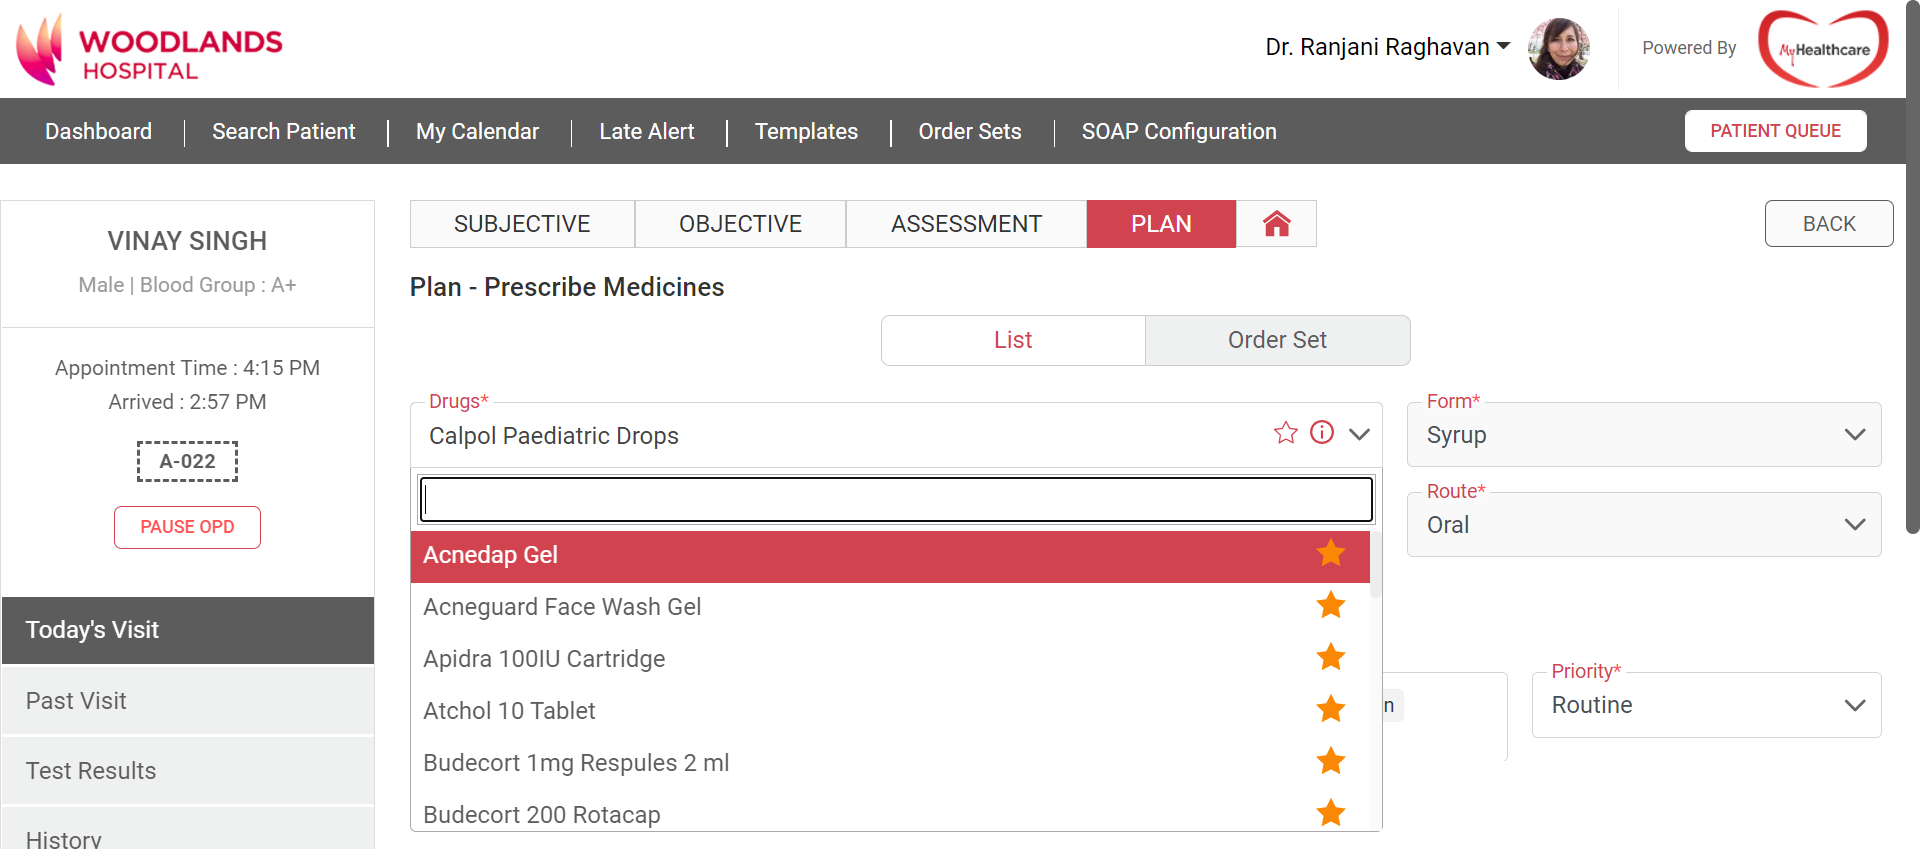 WOODLANDS
HOSPITAL
Dr. Ranjani Raghavan
Powered By
MyHealthcare
Dashboard
Search Patient
My Calendar
Late Alert
Templates
Order Sets
SOAP Configuration
PATIENT QUEUE
VINAY SINGH
Male | Blood Group : A+
Appointment Time : 4:15 PM
Arrived : 2:57 PM
A-022
PAUSE OPD
Today's Visit
Past Visit
Test Results
History
SUBJECTIVE
OBJECTIVE
ASSESSMENT
PLAN
BACK
Plan - Prescribe Medicines
List
Order Set
Drugs*
Calpol Paediatric Drops
Form*
Syrup
Route*
Oral
Acnedap Gel
Acneguard Face Wash Gel
Apidra 100IU Cartridge
Atchol 10 Tablet
Budecort 1mg Respules 2 ml
Budecort 200 Rotacap
n
Priority*
Routine